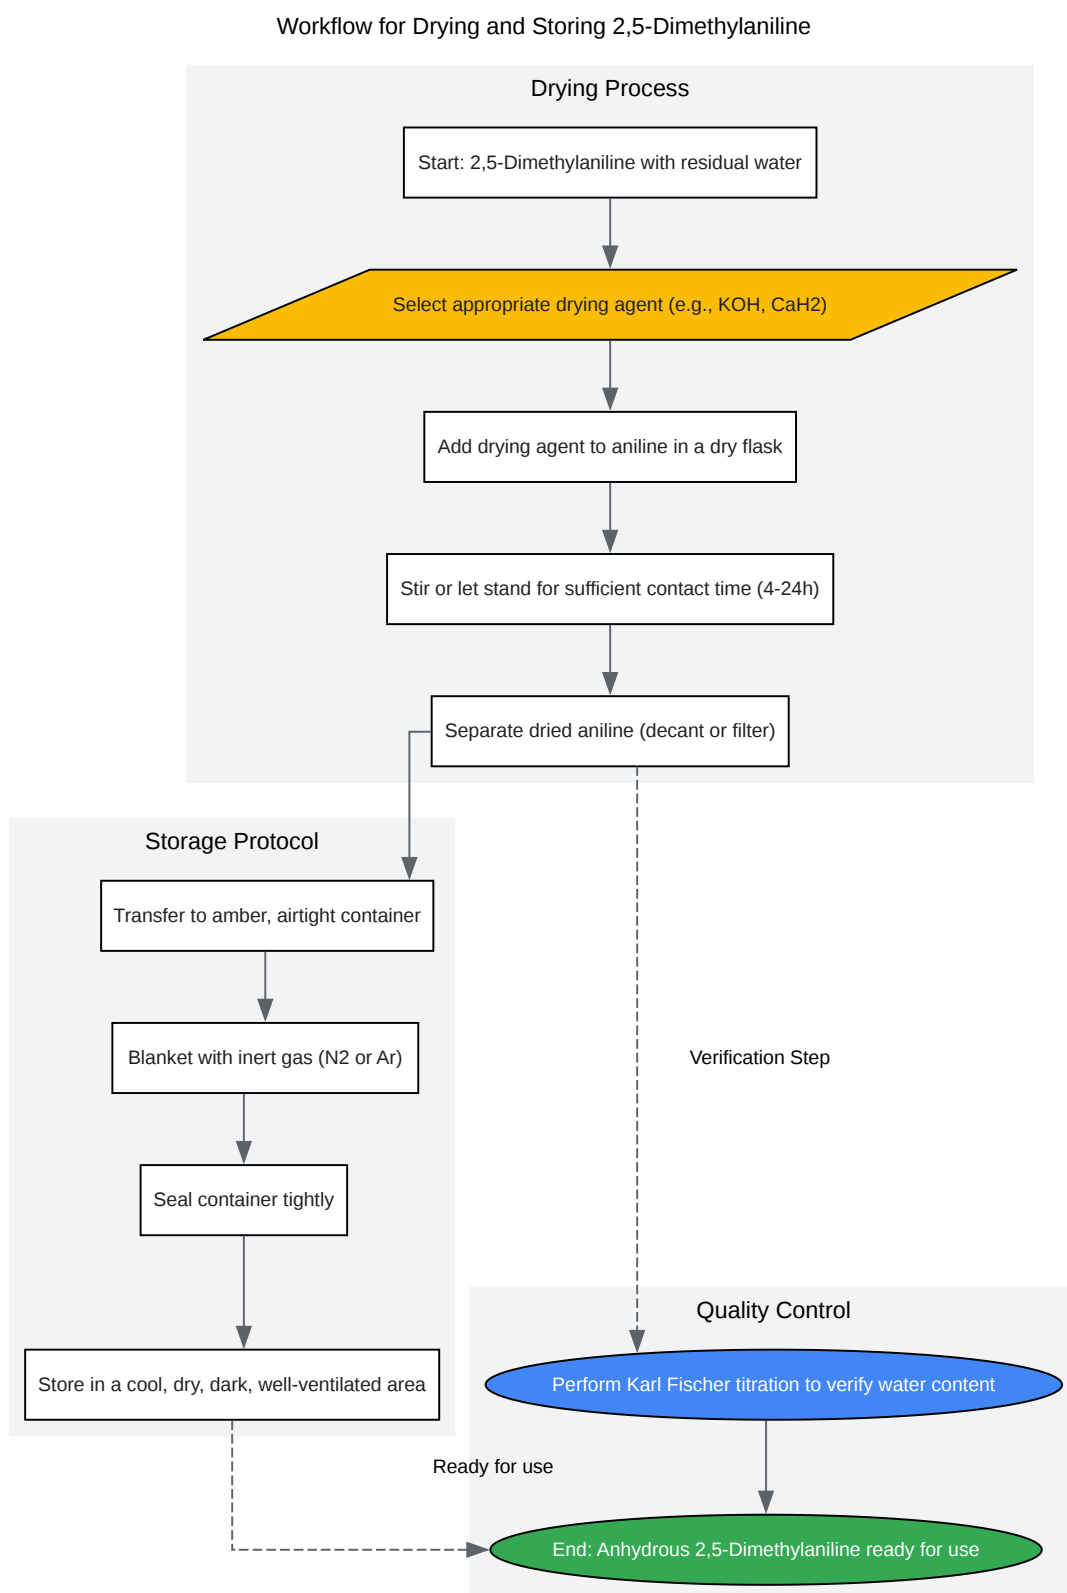 Workflow for Drying and Storing 2,5-Dimethylaniline
Drying Process
Start: 2,5-Dimethylaniline with residual water
Select appropriate drying agent (e.g., KOH, CaH2)
Add drying agent to aniline in a dry flask
Stir or let stand for sufficient contact time (4-24h)
Separate dried aniline (decant or filter)
Storage Protocol
Transfer to amber, airtight container
Blanket with inert gas (N2 or Ar)
Verification Step
Seal container tightly
Quality Control
Store in a cool, dry, dark, well-ventilated area
Perform Karl Fischer titration to verify water content
Ready for use
End: Anhydrous 2,5-Dimethylaniline ready for use